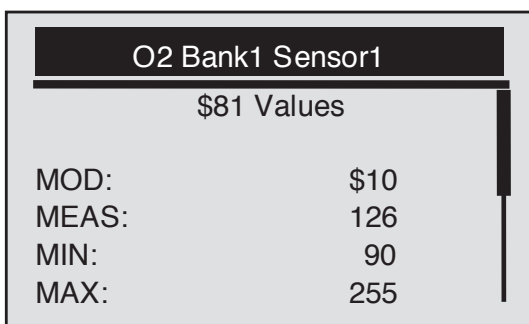 O2 Bank1 Sensor1
$81 Values
MOD: $10
MEAS: 126
MIN: 90
MAX: 255